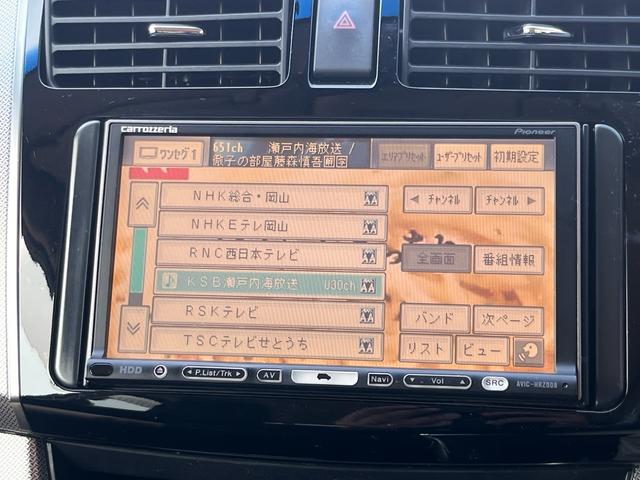 carrozzeria
Pioneer
ワンセグ1
651ch 瀬戸内海放送 /
徹子の部屋藤森慎吾解字
エリアプリセット ユーザープリセット 初期設定
NHK総合・岡山
NHKEテレ岡山
RNC西日本テレビ
KSB瀬戸内海放送 U30ch
RSKテレビ
TSCテレビせとうち
◀ チャンネル チャンネル ▶
全画面 番組情報
バンド 次ページ
リスト ビュー
HDD ◀ P.List/Trk ▶ AV Navi ▼ - Vol ▲ SRC AVIC-HRZ008